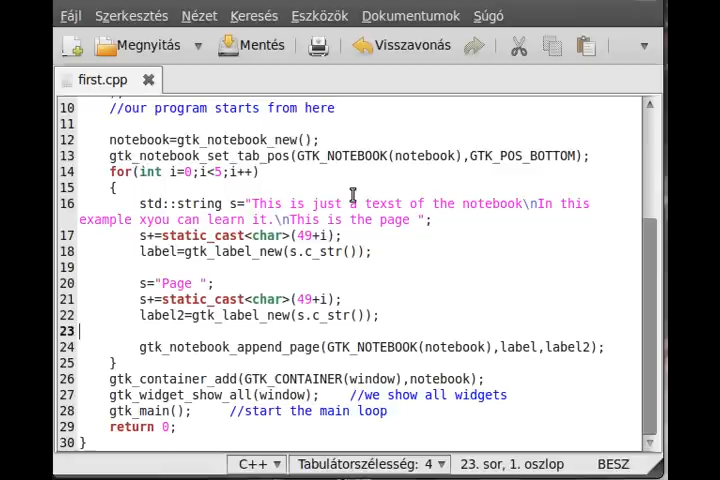 Fájl Szerkesztés Nézet Keresés Eszközök Dokumentumok Súgó
Megnyitás Mentés Visszavonás
first.cpp
10 //our program starts from here
11
12 notebook=gtk_notebook_new();
13 gtk_notebook_set_tab_pos(GTK_NOTEBOOK(notebook),GTK_POS_BOTTOM);
14 for(int i=0;i<5;i++)
15 {
16 std::string s="This is just a texst of the notebook\nIn this
example xyou can learn it.\nThis is the page ";
17 s+=static_cast<char>(49+i);
18 label=gtk_label_new(s.c_str());
19
20 s="Page ";
21 s+=static_cast<char>(49+i);
22 label2=gtk_label_new(s.c_str());
23
24 gtk_notebook_append_page(GTK_NOTEBOOK(notebook),label,label2);
25 }
26 gtk_container_add(GTK_CONTAINER(window),notebook);
27 gtk_widget_show_all(window); //we show all widgets
28 gtk_main(); //start the main loop
29 return 0;
30 }
C++ Tabulátorszélesség: 4 23. sor, 1. oszlop BESZ